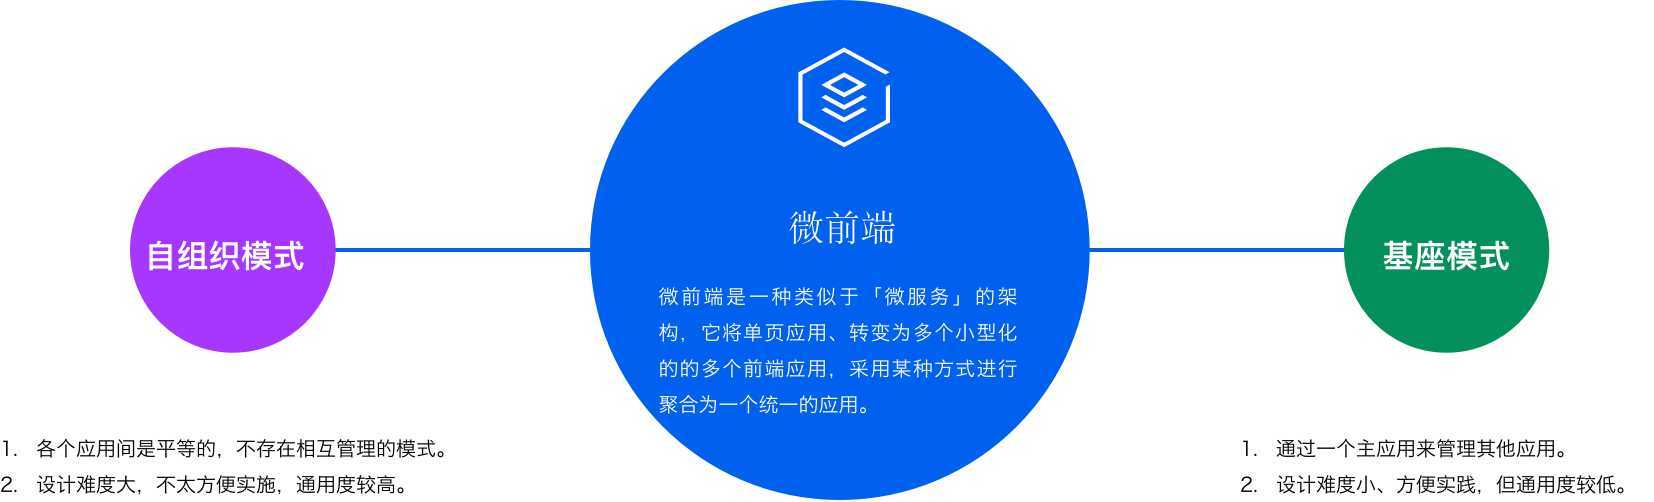 微前端
微前端是一种类似于「微服务」的架
构，它将单页应用、转变为多个小型化
的的多个前端应用，采用某种方式进行
聚合为一个统一的应用。
自组织模式
1. 各个应用间是平等的，不存在相互管理的模式。
2. 设计难度大，不太方便实施，通用度较高。
基座模式
1. 通过一个主应用来管理其他应用。
2. 设计难度小、方便实践，但通用度较低。